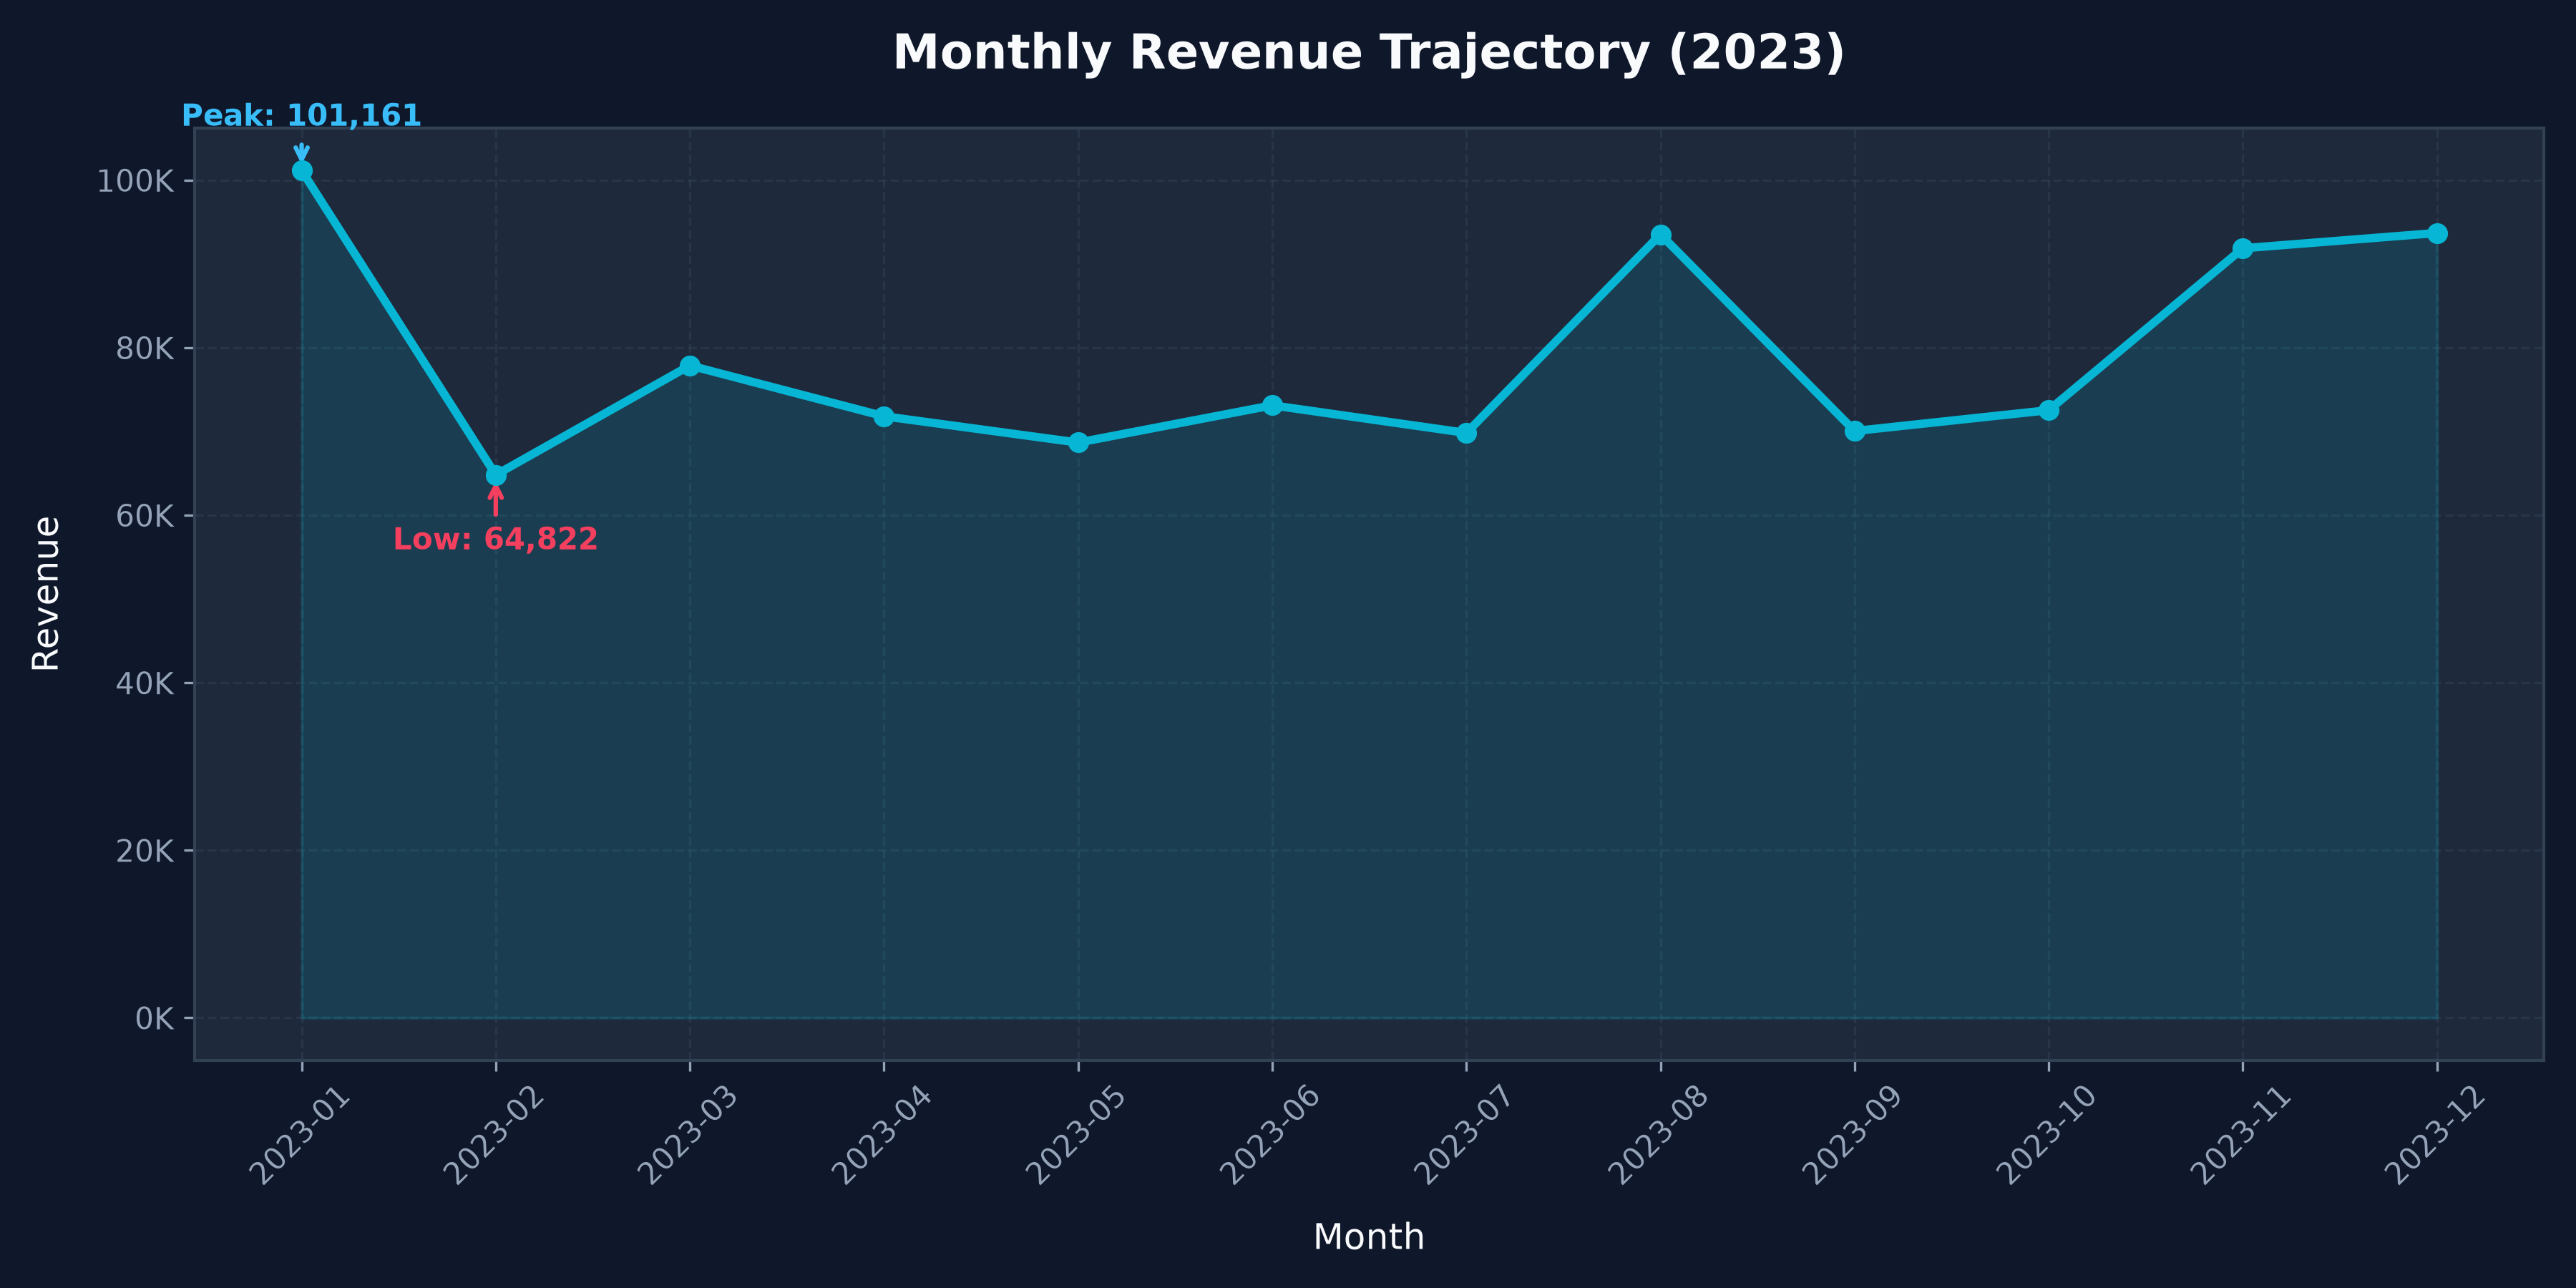 Monthly Revenue Trajectory (2023)
Peak: 101,161
100K
80K
60K
40K
20K
0K
Revenue
Low: 64,822
2023-01
2023-02
2023-03
2023-04
2023-05
2023-06
2023-07
2023-08
2023-09
2023-10
2023-11
2023-12
Month